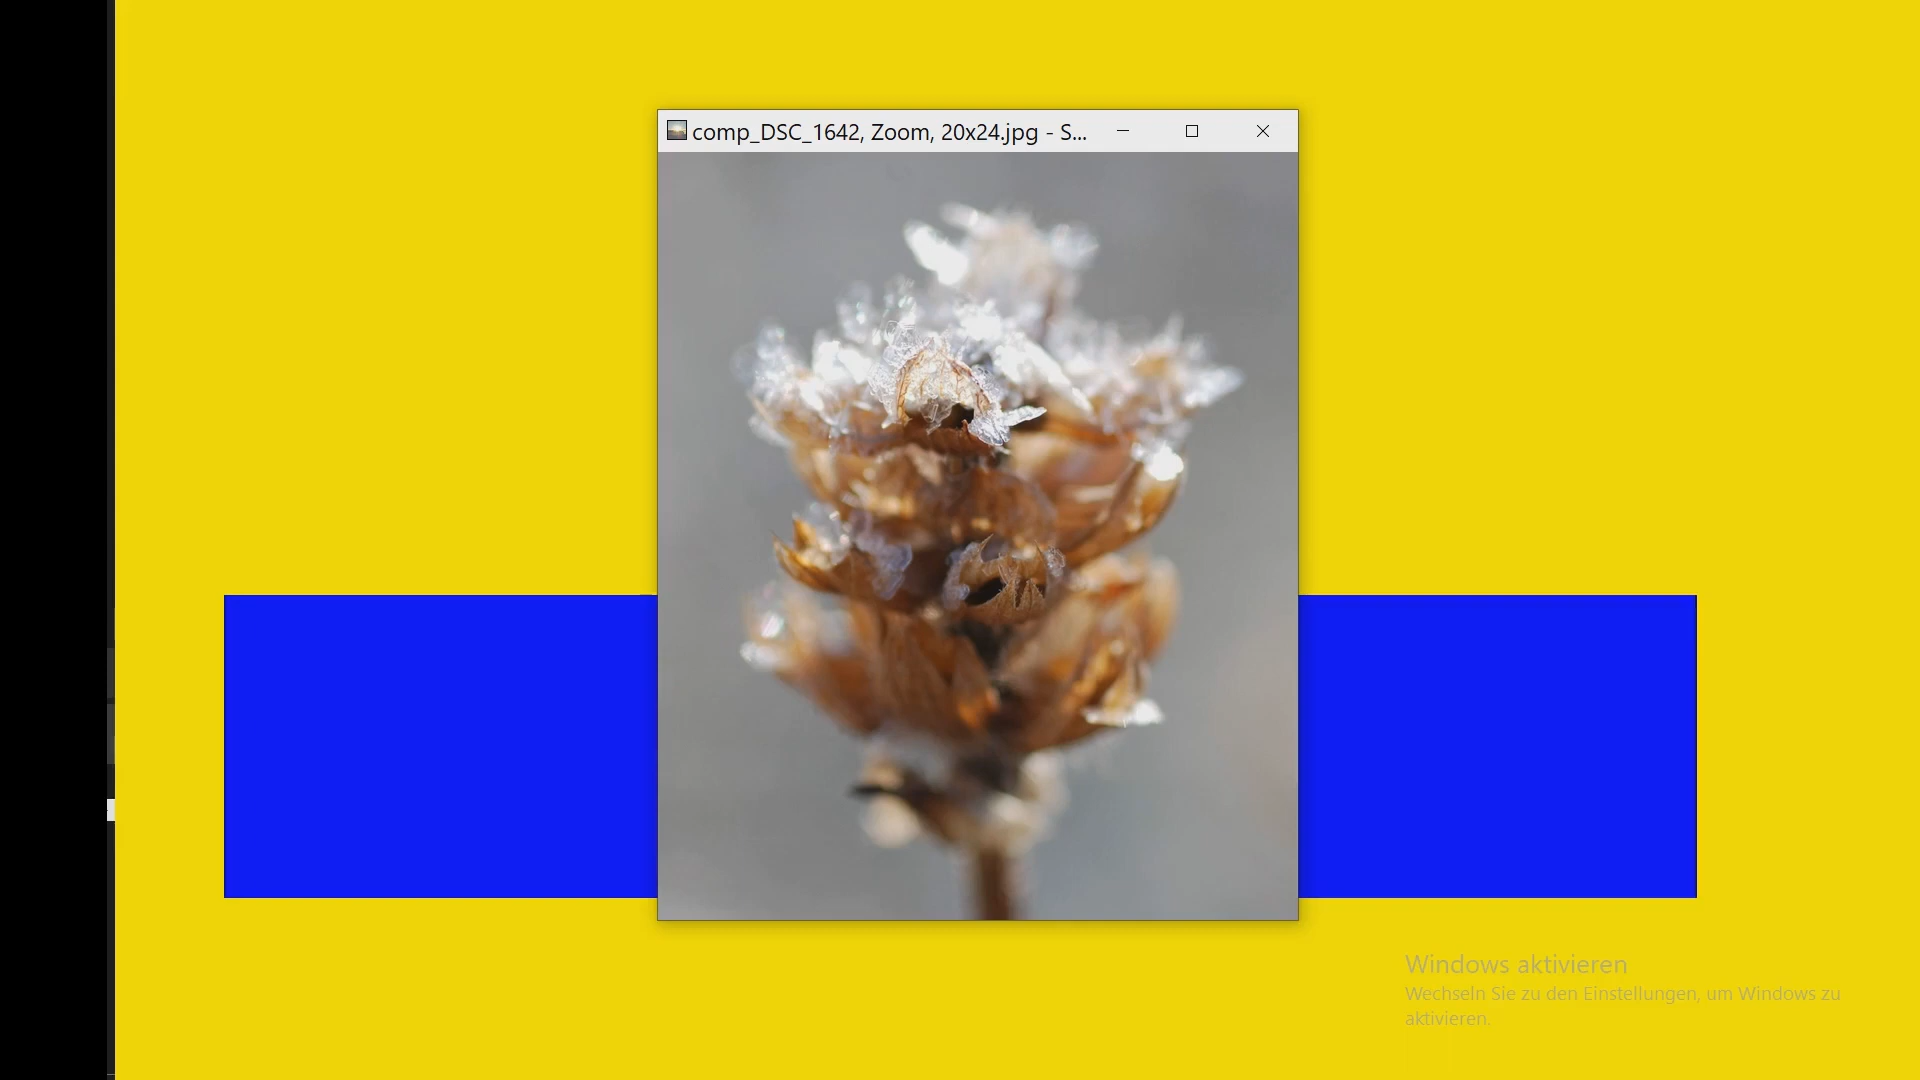 comp_DSC_1642, Zoom, 20x24.jpg - S...
Windows aktivieren
Wechseln Sie zu den Einstellungen, um Windows zu
aktivieren.